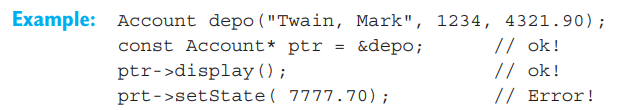 Example: Account depo("Twain, Mark", 1234, 4321.90);
const Account* ptr = &depo; // ok!
ptr->display(); // ok!
prt->setState( 7777.70); // Error!